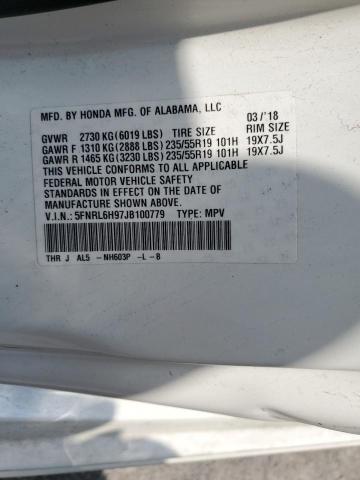 MFD. BY HONDA MFG. OF ALABAMA, LLC 03/'18
GVWR 2730 KG(6019 LBS) TIRE SIZE RIM SIZE
GAWR F 1310 KG(2888 LBS) 235/55R19 101H 19X7.5J
GAWR R 1465 KG(3230 LBS) 235/55R19 101H 19X7.5J
THIS VEHICLE CONFORMS TO ALL APPLICABLE
FEDERAL MOTOR VEHICLE SAFETY
STANDARDS IN EFFECT ON THE DATE OF
MANUFACTURE SHOWN ABOVE.
V.I.N.: 5FNRL6H97JB100779 TYPE: MPV
THR J AL5 -NH603P -L-B